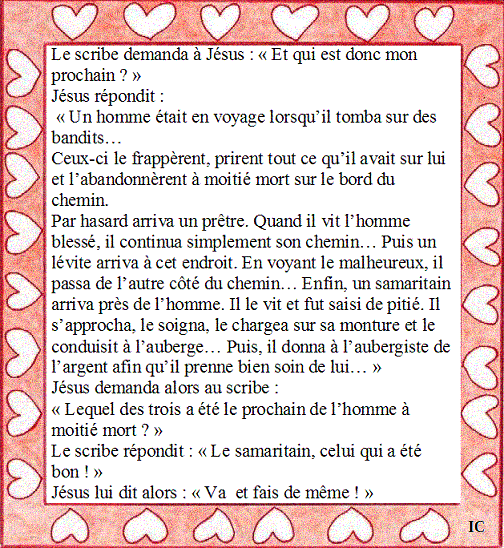 Le scribe demanda à Jésus : « Et qui est donc mon
prochain ? »
Jésus répondit :
« Un homme était en voyage lorsqu’il tomba sur des
bandits…
Ceux-ci le frappèrent, prirent tout ce qu’il avait sur lui
et l’abandonnèrent à moitié mort sur le bord du
chemin.
Par hasard arriva un prêtre. Quand il vit l’homme
blessé, il continua simplement son chemin… Puis un
lévite arriva à cet endroit. En voyant le malheureux, il
passa de l’autre côté du chemin… Enfin, un samaritain
arriva près de l’homme. Il le vit et fut saisi de pitié. Il
s’approcha, le soigna, le chargea sur sa monture et le
conduisit à l’auberge… Puis, il donna à l’aubergiste de
l’argent afin qu’il prenne bien soin de lui… »
Jésus demanda alors au scribe :
« Lequel des trois a été le prochain de l’homme à
moitié mort ? »
Le scribe répondit : « Le samaritain, celui qui a été
bon ! »
Jésus lui dit alors : « Va  et fais de même ! »
IC